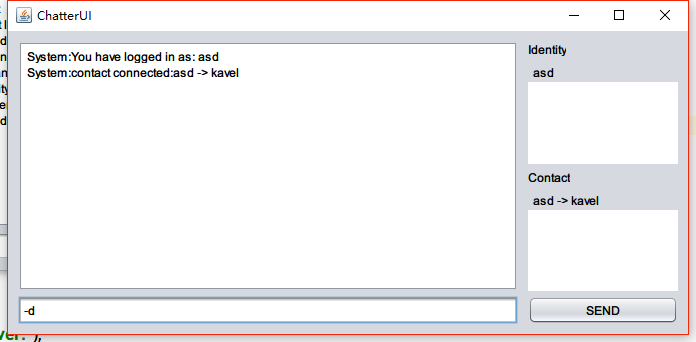 ChatterUI
System:You have logged in as: asd
System:contact connected:asd -> kavel
Identity
asd
Contact
asd -> kavel
-d
SEND